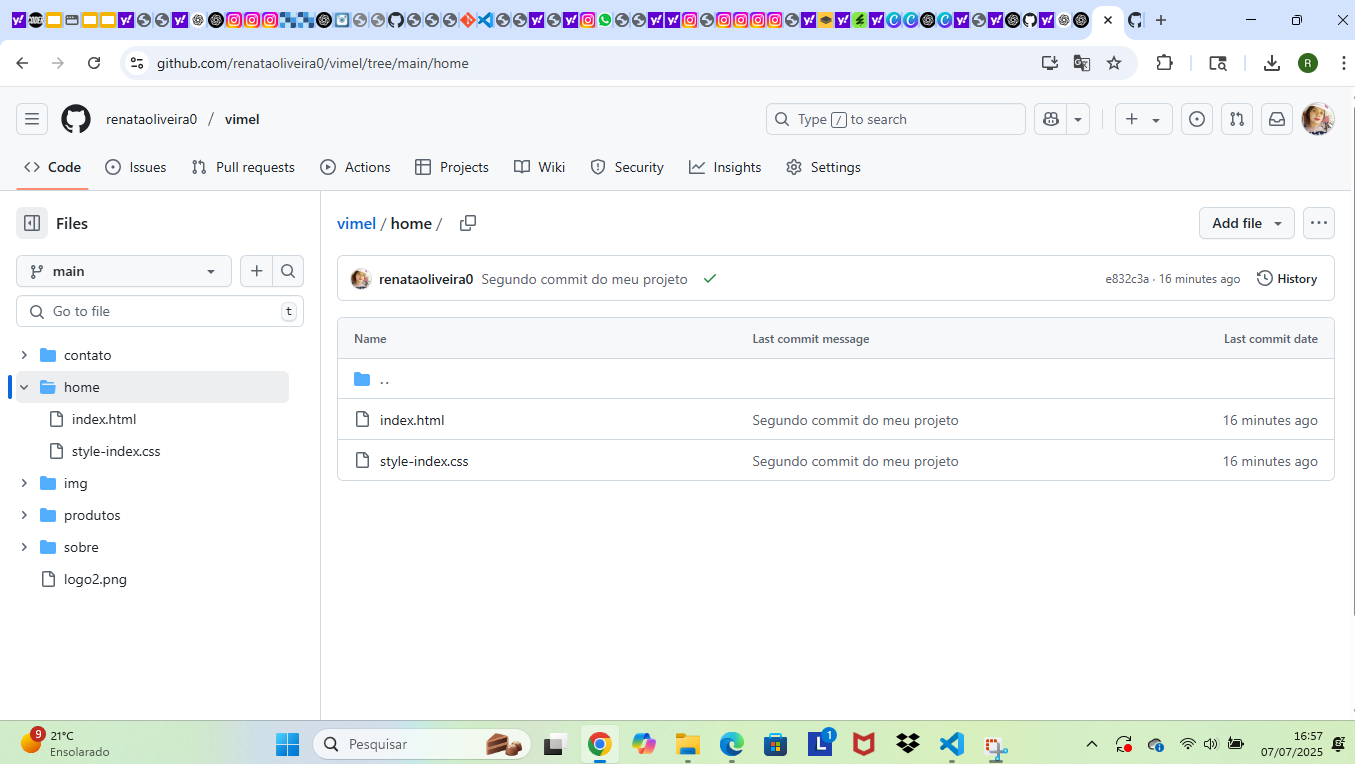 github.com/renataoliveira0/vimel/tree/main/home
R
renataoliveira0 / vimel
Type / to search
Code
Issues
Pull requests
Actions
Projects
Wiki
Security
Insights
Settings
Files
vimel / home /
Add file
main
renataoliveira0 Segundo commit do meu projeto
e832c3a · 16 minutes ago
History
Go to file
t
Name
Last commit message
Last commit date
contato
home
..
index.html
index.html
Segundo commit do meu projeto
16 minutes ago
style-index.css
style-index.css
Segundo commit do meu projeto
16 minutes ago
img
produtos
sobre
logo2.png
9
21°C
Ensolarado
Pesquisar
L
1
16:57
07/07/2025